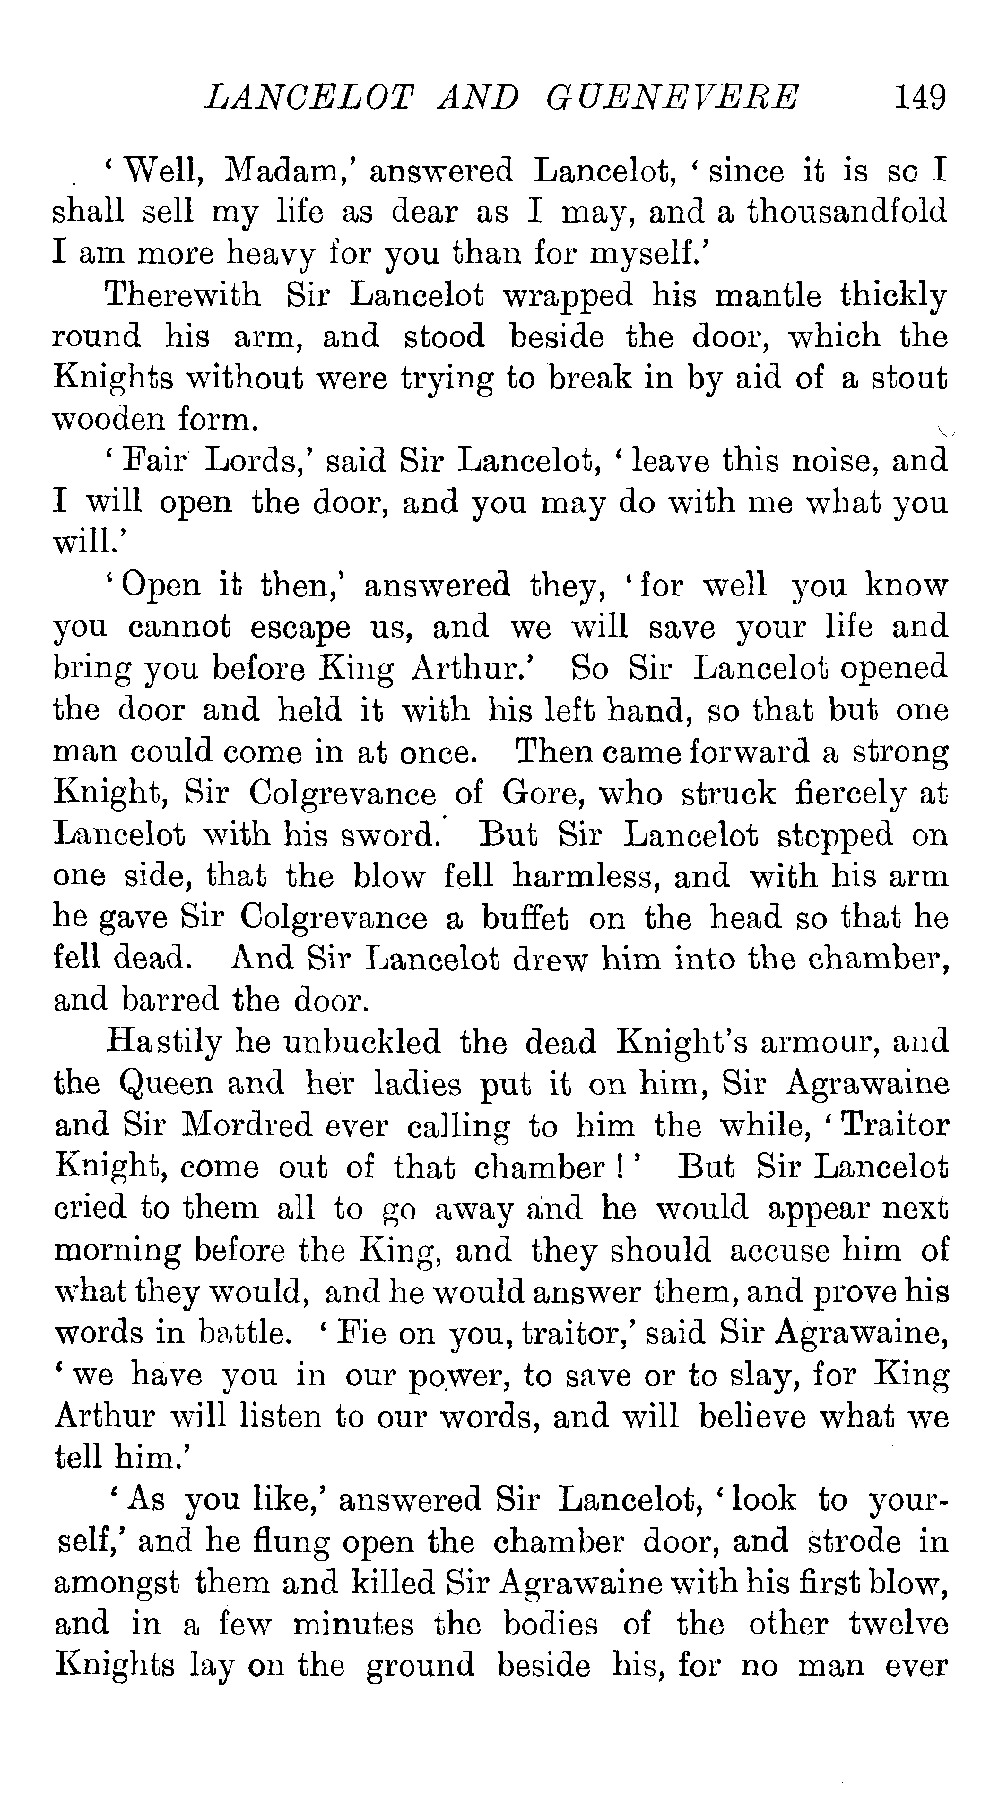 LANCELOT AND GUENEVERE 149
‘Well, Madam,’ answered Lancelot, ‘since it is so I
shall sell my life as dear as I may, and a thousandfold
I am more heavy for you than for myself.’
Therewith Sir Lancelot wrapped his mantle thickly
round his arm, and stood beside the door, which the
Knights without were trying to break in by aid of a stout
wooden form.
‘Fair Lords,’ said Sir Lancelot, ‘leave this noise, and
I will open the door, and you may do with me what you
will.’
‘Open it then,’ answered they, ‘for well you know
you cannot escape us, and we will save your life and
bring you before King Arthur.’ So Sir Lancelot opened
the door and held it with his left hand, so that but one
man could come in at once. Then came forward a strong
Knight, Sir Colgrevance of Gore, who struck fiercely at
Lancelot with his sword. But Sir Lancelot stepped on
one side, that the blow fell harmless, and with his arm
he gave Sir Colgrevance a buffet on the head so that he
fell dead. And Sir Lancelot drew him into the chamber,
and barred the door.
Hastily he unbuckled the dead Knight’s armour, and
the Queen and her ladies put it on him, Sir Agrawaine
and Sir Mordred ever calling to him the while, ‘Traitor
Knight, come out of that chamber!’ But Sir Lancelot
cried to them all to go away and he would appear next
morning before the King, and they should accuse him of
what they would, and he would answer them, and prove his
words in battle. ‘Fie on you, traitor,’ said Sir Agrawaine,
‘we have you in our power, to save or to slay, for King
Arthur will listen to our words, and will believe what we
tell him.’
‘As you like,’ answered Sir Lancelot, ‘look to your-
self,’ and he flung open the chamber door, and strode in
amongst them and killed Sir Agrawaine with his first blow,
and in a few minutes the bodies of the other twelve
Knights lay on the ground beside his, for no man ever